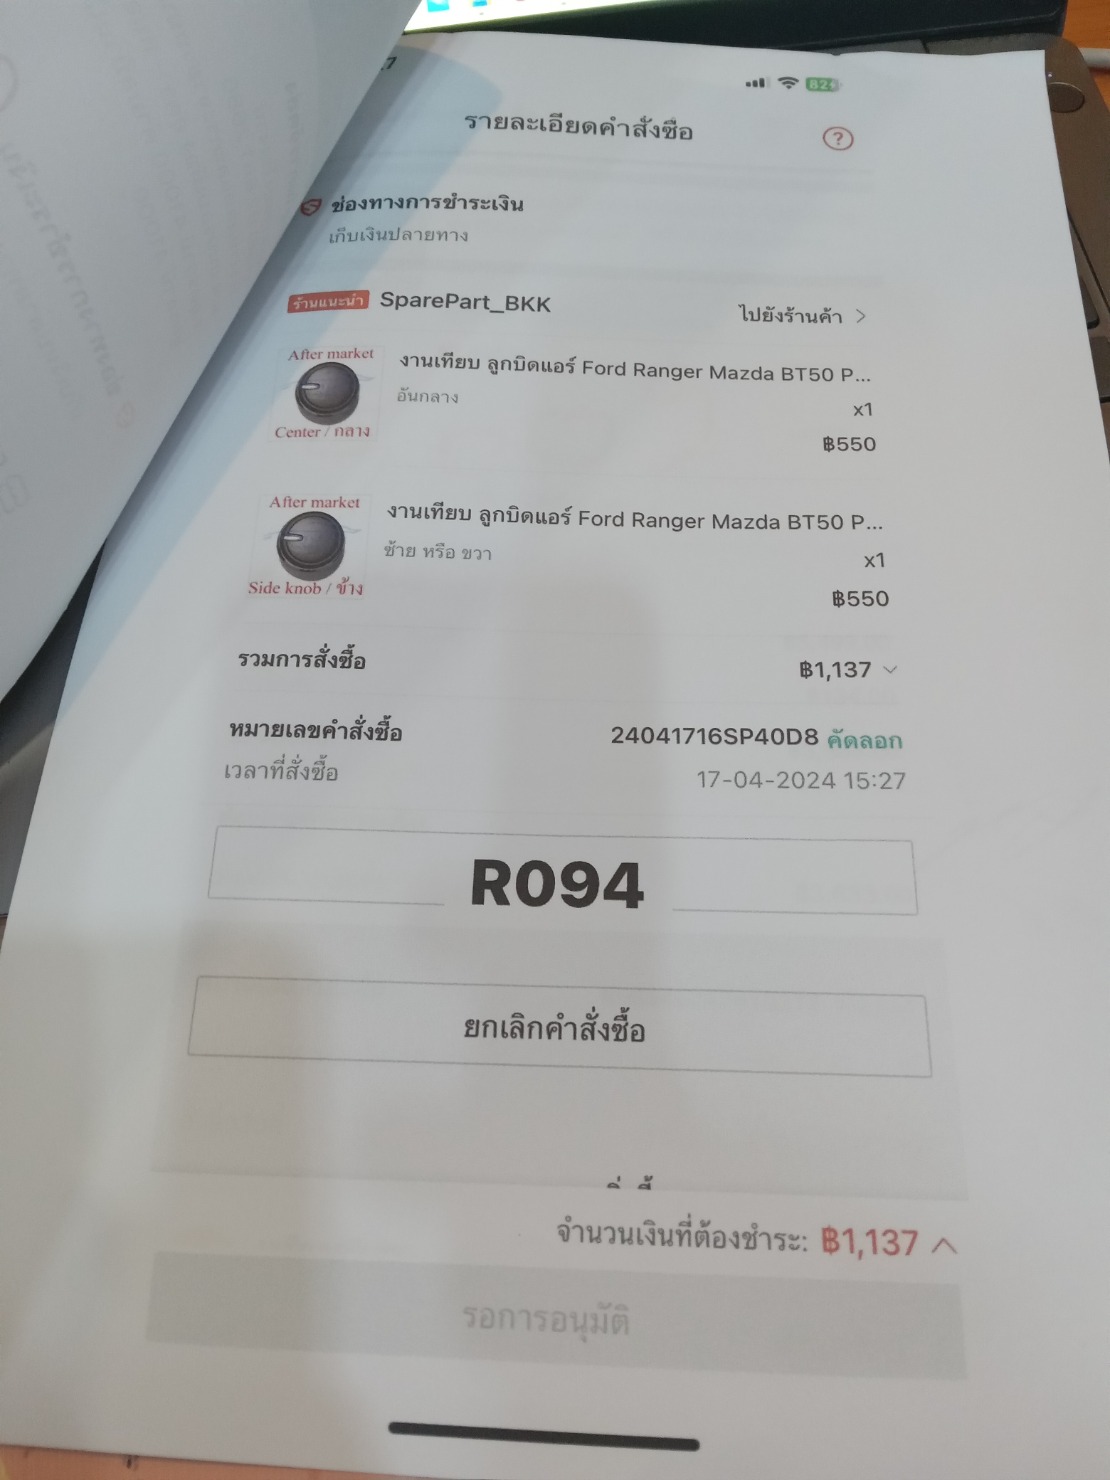 82
รายละเอียดคำสั่งซื้อ
?
ช่องทางการชำระเงิน
เก็บเงินปลายทาง
ร้านแนะนำ SparePart_BKK ไปยังร้านค้า >
After market
Center / กลาง
งานเทียบ ลูกบิดแอร์ Ford Ranger Mazda BT50 P...
อันกลาง
x1
฿550
After market
Side knob / ข้าง
งานเทียบ ลูกบิดแอร์ Ford Ranger Mazda BT50 P...
ซ้าย หรือ ขวา
x1
฿550
รวมการสั่งซื้อ ฿1,137
หมายเลขคำสั่งซื้อ 24041716SP40D8 คัดลอก
เวลาที่สั่งซื้อ 17-04-2024 15:27
R094
ยกเลิกคำสั่งซื้อ
จำนวนเงินที่ต้องชำระ: ฿1,137
รอการอนุมัติ